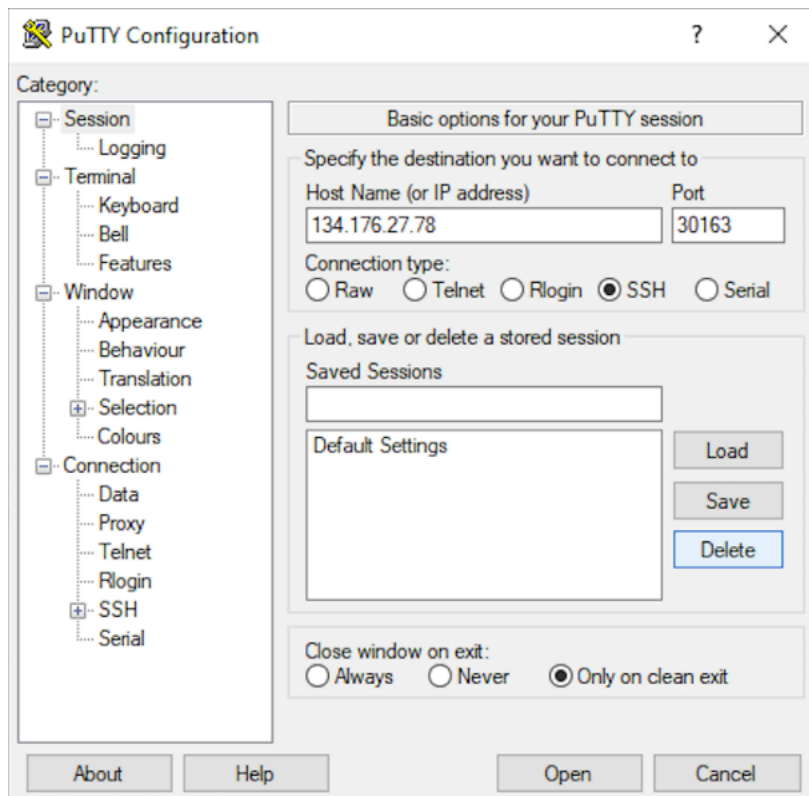 PuTTY Configuration
?
Category:
Session
Logging
Terminal
Keyboard
Bell
Features
Window
Appearance
Behaviour
Translation
Selection
Colours
Connection
Data
Proxy
Telnet
Rlogin
SSH
Serial
Basic options for your PuTTY session
Specify the destination you want to connect to
Host Name (or IP address) Port
134.176.27.78 30163
Connection type:
Raw Telnet Rlogin SSH Serial
Load, save or delete a stored session
Saved Sessions
Default Settings
Load
Save
Delete
Close window on exit:
Always Never Only on clean exit
About Help Open Cancel